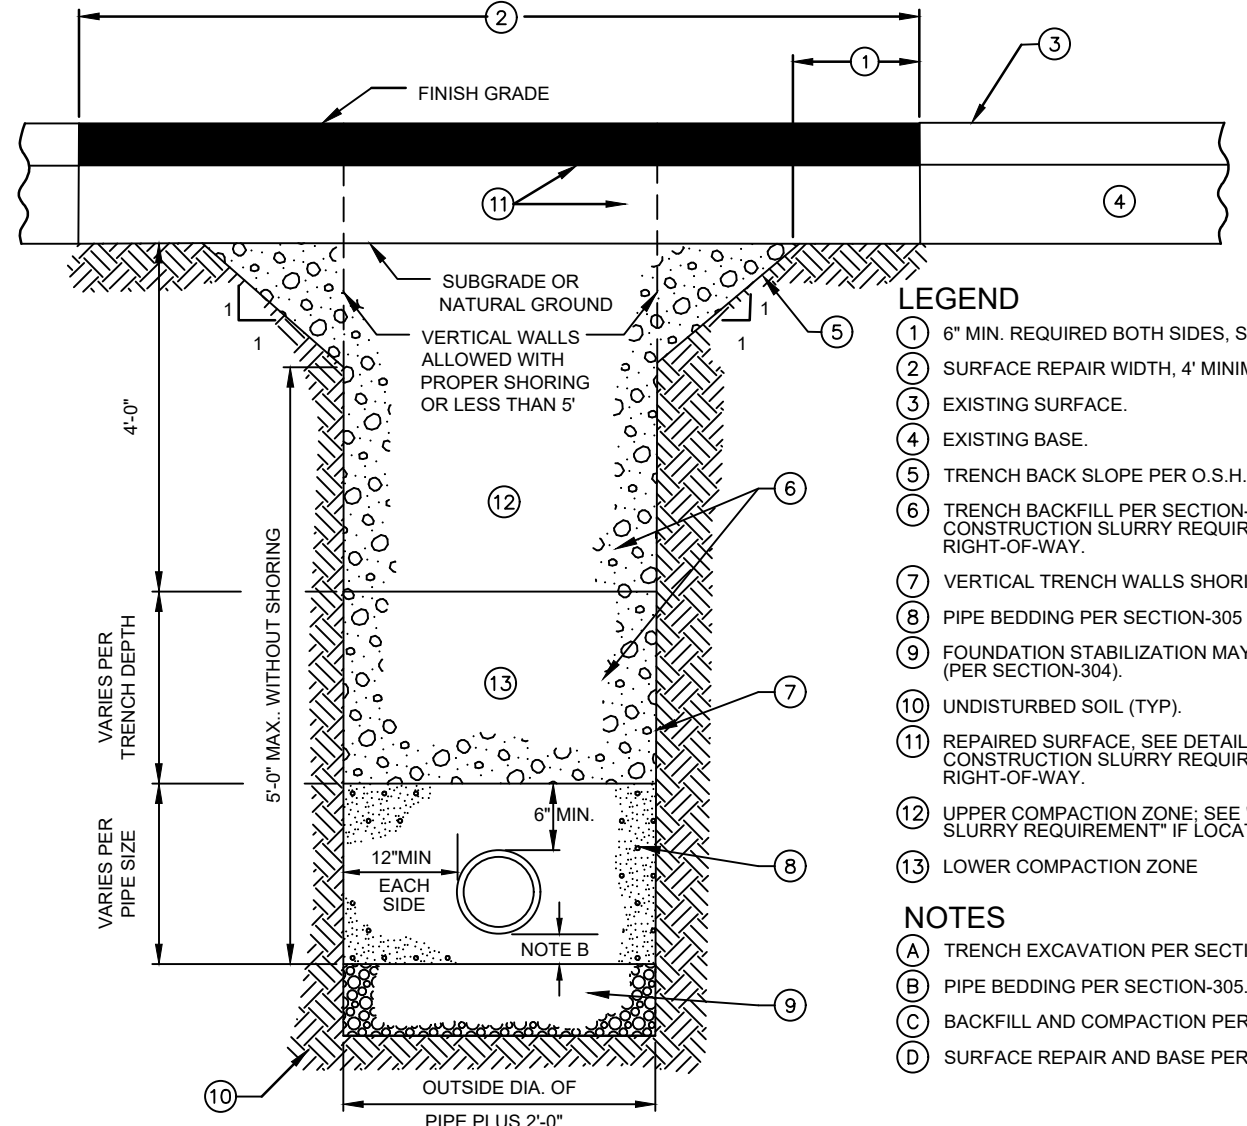 2
3
1
FINISH GRADE
11
4
SUBGRADE OR
NATURAL GROUND
1
1
1
1
VERTICAL WALLS
ALLOWED WITH
PROPER SHORING
OR LESS THAN 5'
5
4'-0"
12
6
5'-0" MAX.. WITHOUT SHORING
VARIES PER
TRENCH DEPTH
13
7
VARIES PER
PIPE SIZE
6" MIN.
12"MIN
EACH
SIDE
8
NOTE B
9
10
OUTSIDE DIA. OF
PIPE PLUS 2'-0"
LEGEND
1 6" MIN. REQUIRED BOTH SIDES, S
2 SURFACE REPAIR WIDTH, 4' MINIM
3 EXISTING SURFACE.
4 EXISTING BASE.
5 TRENCH BACK SLOPE PER O.S.H.
6 TRENCH BACKFILL PER SECTION-
CONSTRUCTION SLURRY REQUIR
RIGHT-OF-WAY.
7 VERTICAL TRENCH WALLS SHORI
8 PIPE BEDDING PER SECTION-305
9 FOUNDATION STABILIZATION MAY
(PER SECTION-304).
10 UNDISTURBED SOIL (TYP).
11 REPAIRED SURFACE, SEE DETAIL
CONSTRUCTION SLURRY REQUIR
RIGHT-OF-WAY.
12 UPPER COMPACTION ZONE; SEE "
SLURRY REQUIREMENT" IF LOCAT
13 LOWER COMPACTION ZONE
NOTES
A TRENCH EXCAVATION PER SECTI
B PIPE BEDDING PER SECTION-305.
C BACKFILL AND COMPACTION PER
D SURFACE REPAIR AND BASE PER